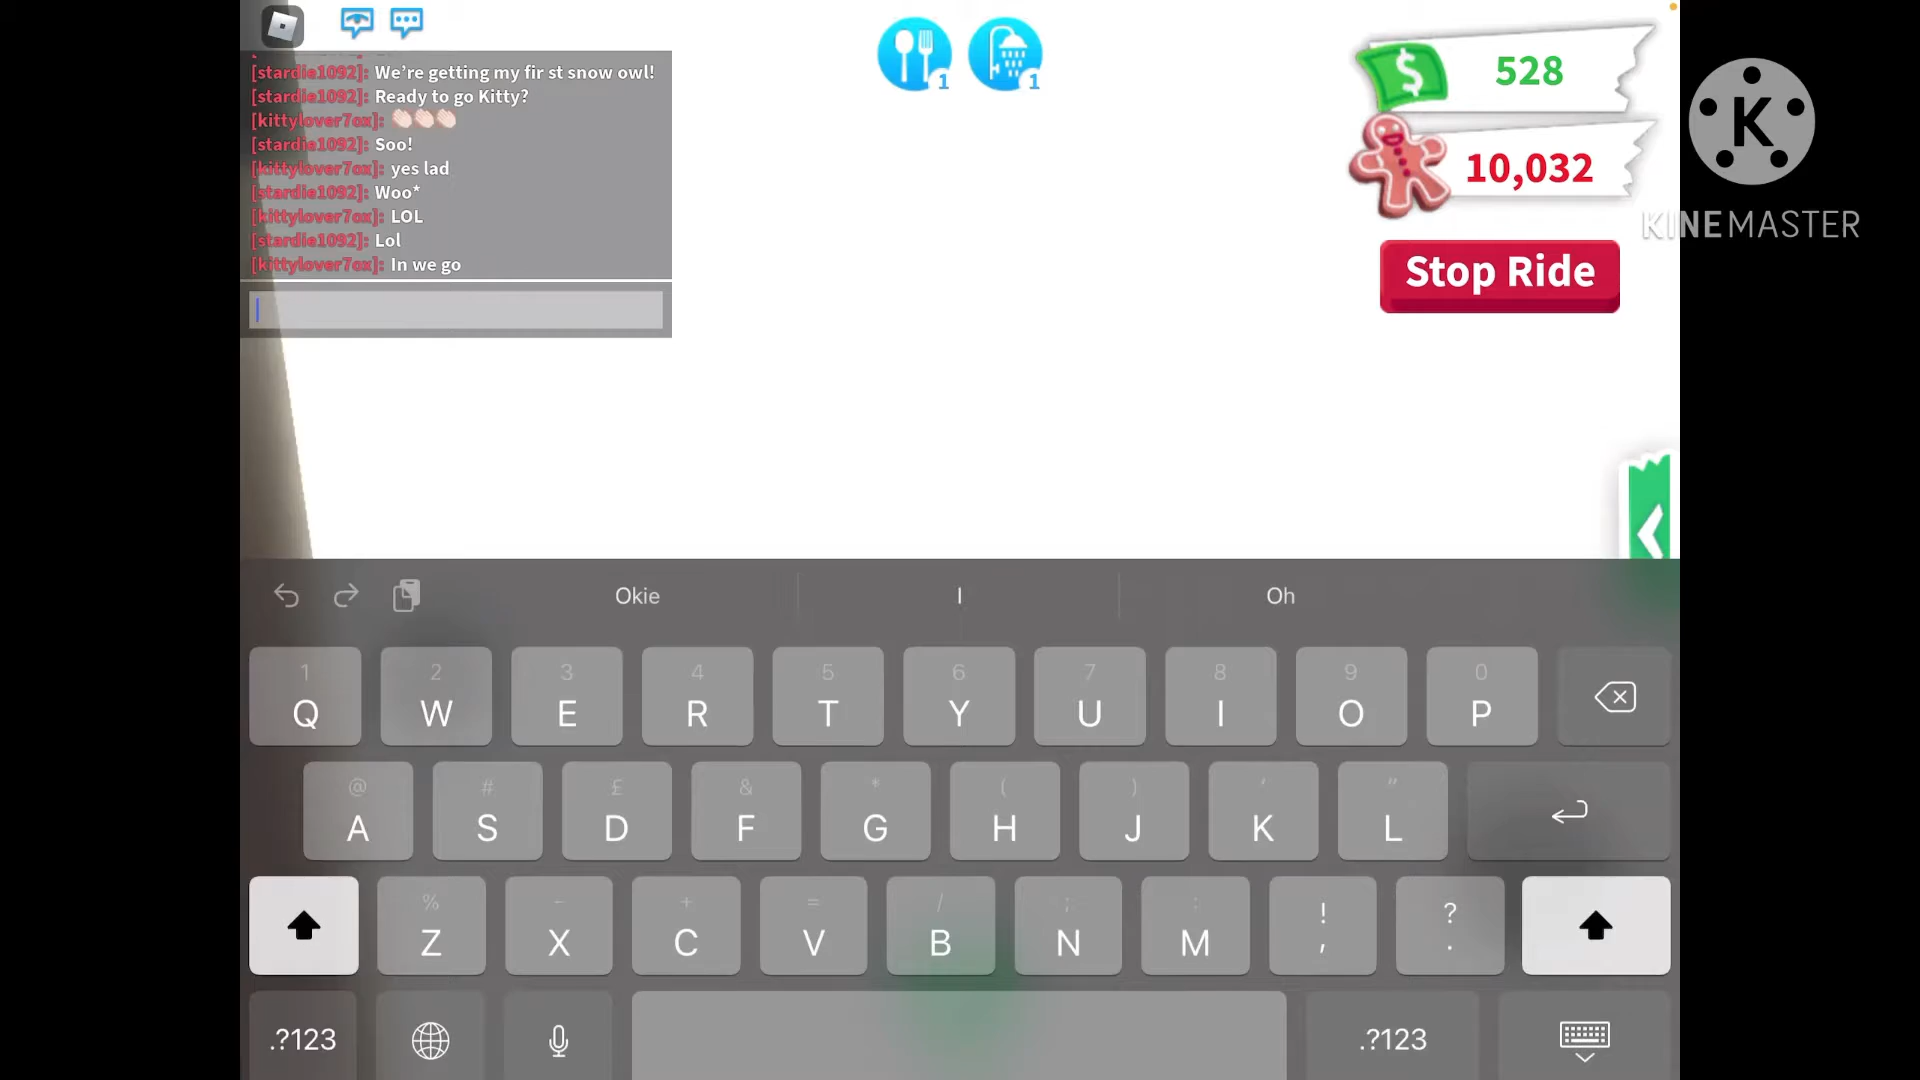 [stardie1092]: We're getting my fir st snow owl!
[stardie1092]: Ready to go Kitty?
[kittylover7ox]: 👏🏻👏🏻👏🏻
[stardie1092]: Soo!
[kittylover7ox]: yes lad
[stardie1092]: Woo*
[kittylover7ox]: LOL
[stardie1092]: Lol
[kittylover7ox]: In we go
1 1
$ 528
10,032
K
KINEMASTER
Stop Ride
Okie I Oh
1 2 3 4 5 6 7 8 9 0
Q W E R T Y U I O P
@ # £ & * ( ) ' "
A S D F G H J K L
% - + = / ; : ! ?
Z X C V B N M , .
.?123 .?123